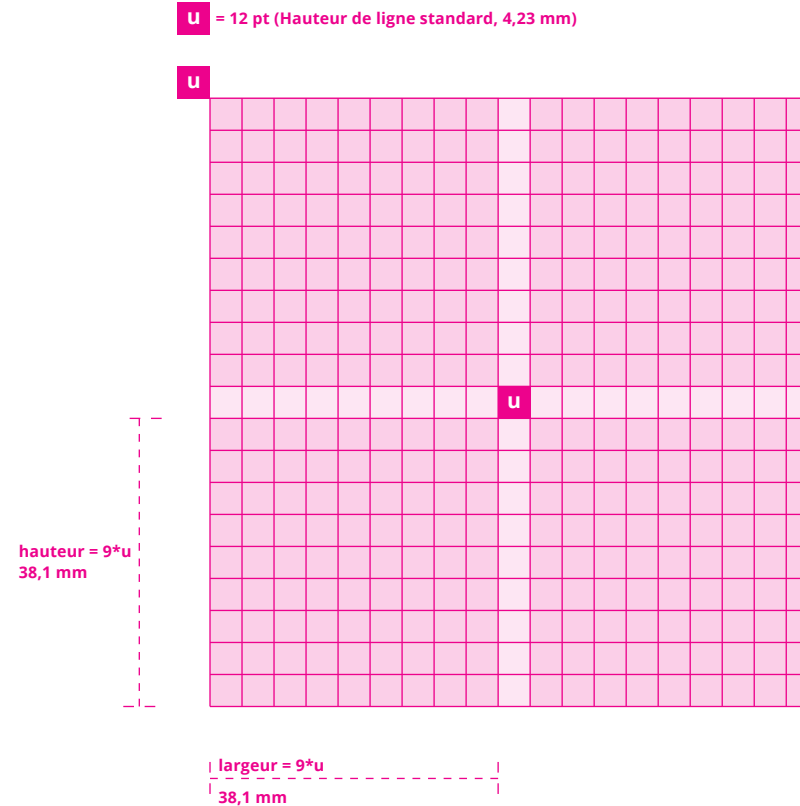 u = 12 pt (Hauteur de ligne standard, 4,23 mm)
u
u
hauteur = 9*u
38,1 mm
largeur = 9*u
38,1 mm